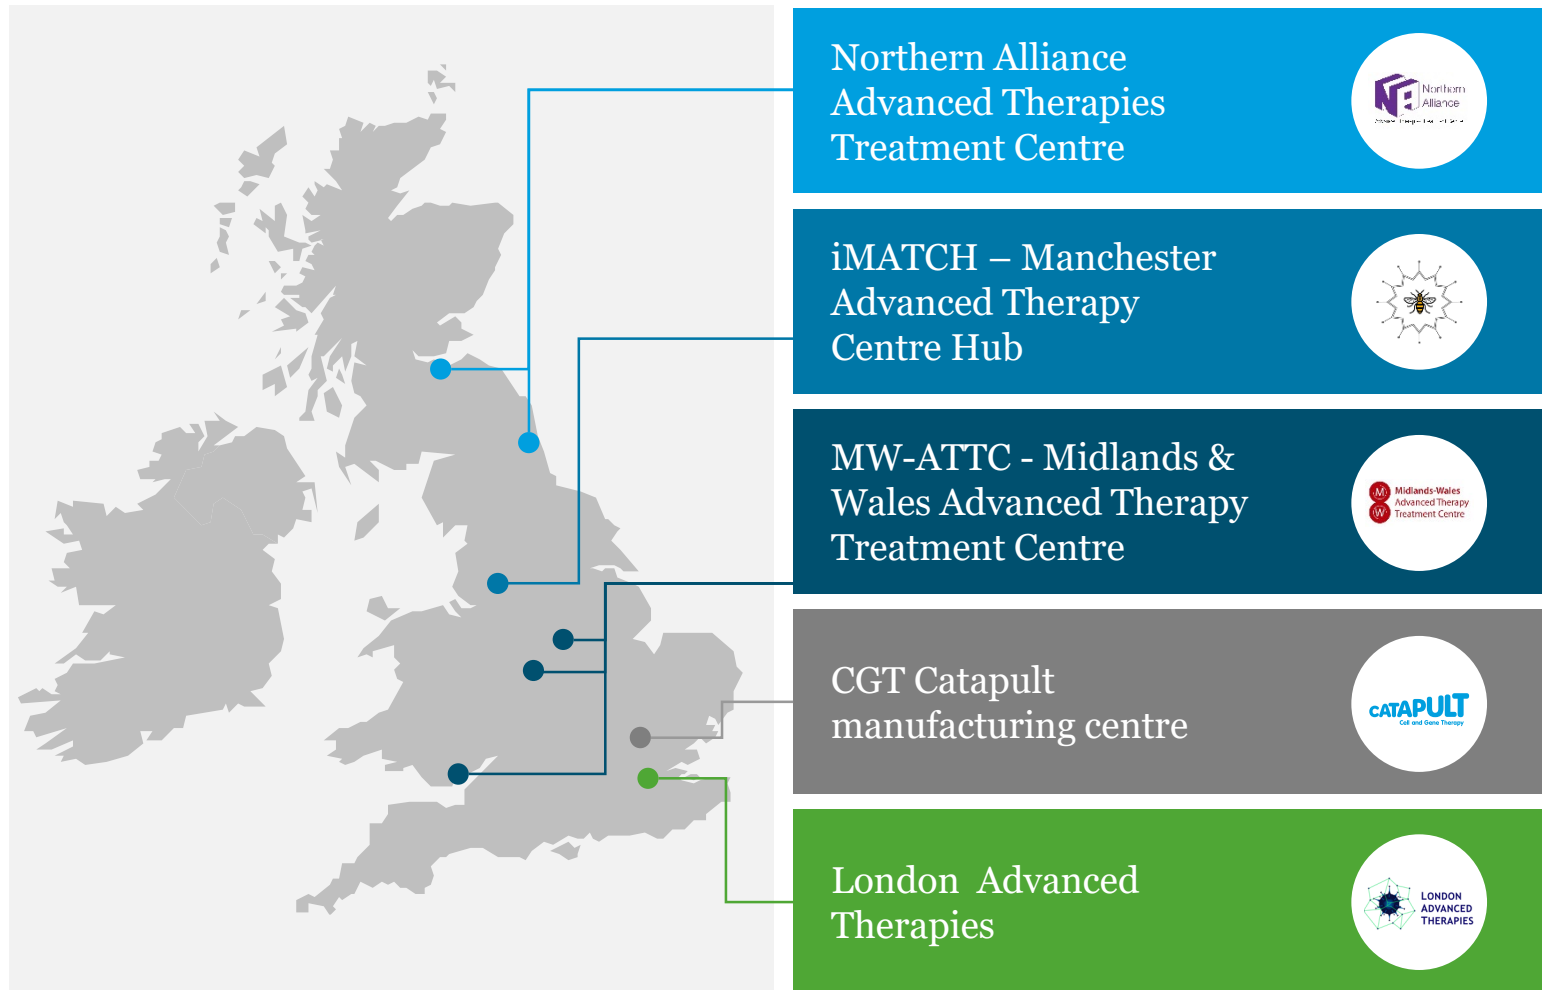 Northern Alliance
Advanced Therapies
Treatment Centre
Northern
Alliance
iMATCH – Manchester
Advanced Therapy
Centre Hub
MW-ATTC - Midlands &
Wales Advanced Therapy
Treatment Centre
M
W
Midlands-Wales
Advanced Therapy
Treatment Centre
CGT Catapult
manufacturing centre
CATAPULT
Cell and Gene Therapy
London  Advanced
Therapies
LONDON
ADVANCED
THERAPIES